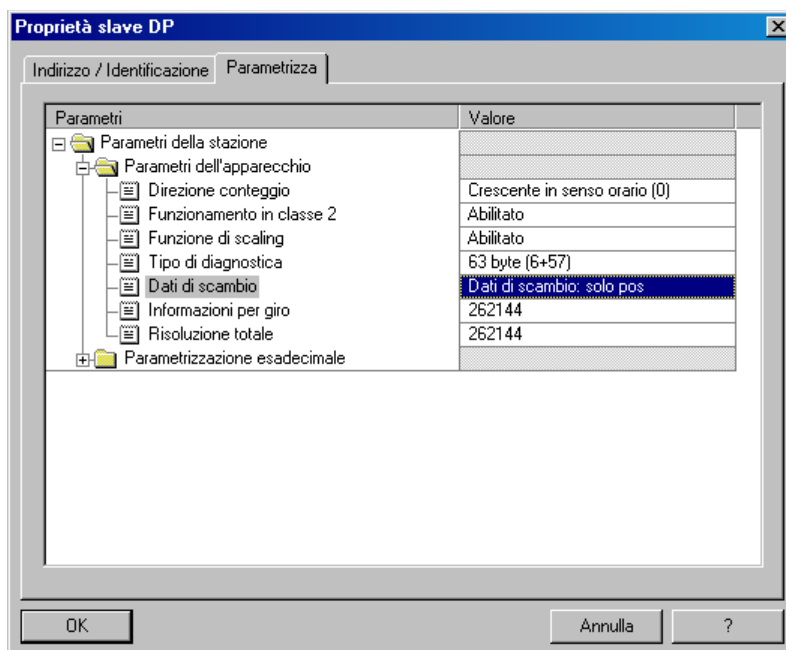 Proprietà slave DP
Indirizzo / Identificazione Parametrizza
Parametri Valore
Parametri della stazione
Parametri dell'apparecchio
Direzione conteggio Crescente in senso orario (0)
Funzionamento in classe 2 Abilitato
Funzione di scaling Abilitato
Tipo di diagnostica 63 byte (6+57)
Dati di scambio Dati di scambio: solo pos
Informazioni per giro 262144
Risoluzione totale 262144
Parametrizzazione esadecimale
OK Annulla ?